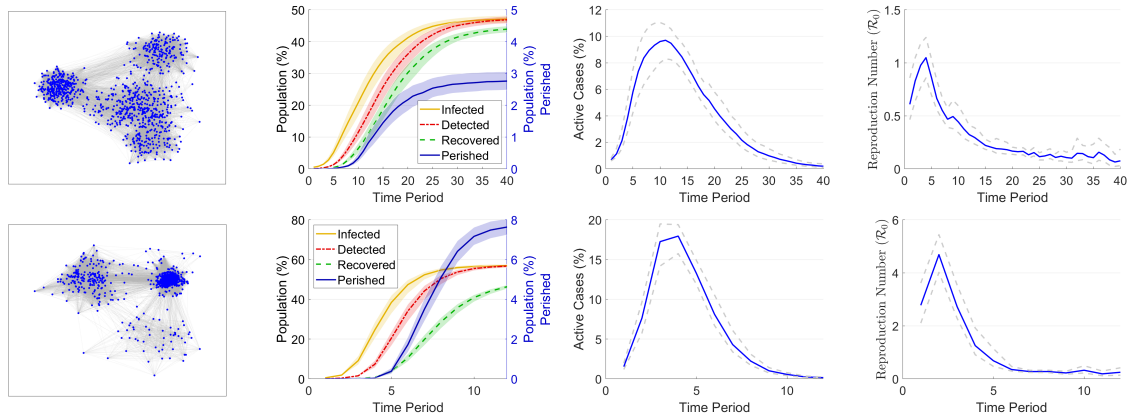 50
40
30
20
10
0
Population (%)
5
4
3
2
1
0
Population (%)
Perished
Infected
Detected
Recovered
Perished
1 5 10 15 20 25 30 35 40
Time Period
12
10
8
6
4
2
0
Active Cases (%)
1 5 10 15 20 25 30 35 40
Time Period
1.5
1
0.5
0
Reproduction Number (R₀)
1 5 10 15 20 25 30 35 40
Time Period
80
60
40
20
0
Population (%)
8
6
4
2
0
Population (%)
Perished
Infected
Detected
Recovered
Perished
0 5 10
Time Period
20
15
10
5
0
Active Cases (%)
0 5 10
Time Period
6
4
2
0
Reproduction Number (R₀)
0 5 10
Time Period